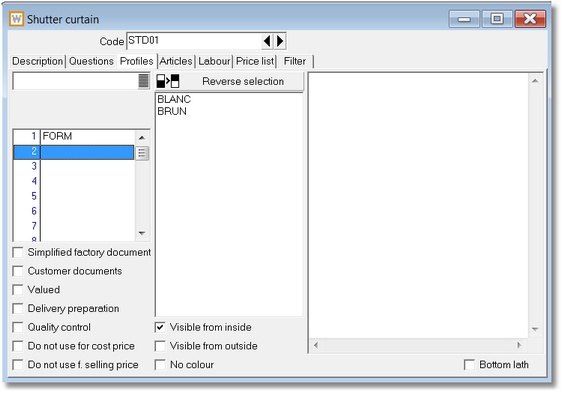 W Shutter curtain
Code STD01
Description Questions Profiles Articles Labour Price list Filter
Reverse selection
BLANC
BRUN
1 FORM
2
3
4
5
6
7
8
Simplified factory document
Customer documents
Valued
Delivery preparation
Quality control Visible from inside
Do not use for cost price Visible from outside
Do not use f. selling price No colour Bottom lath